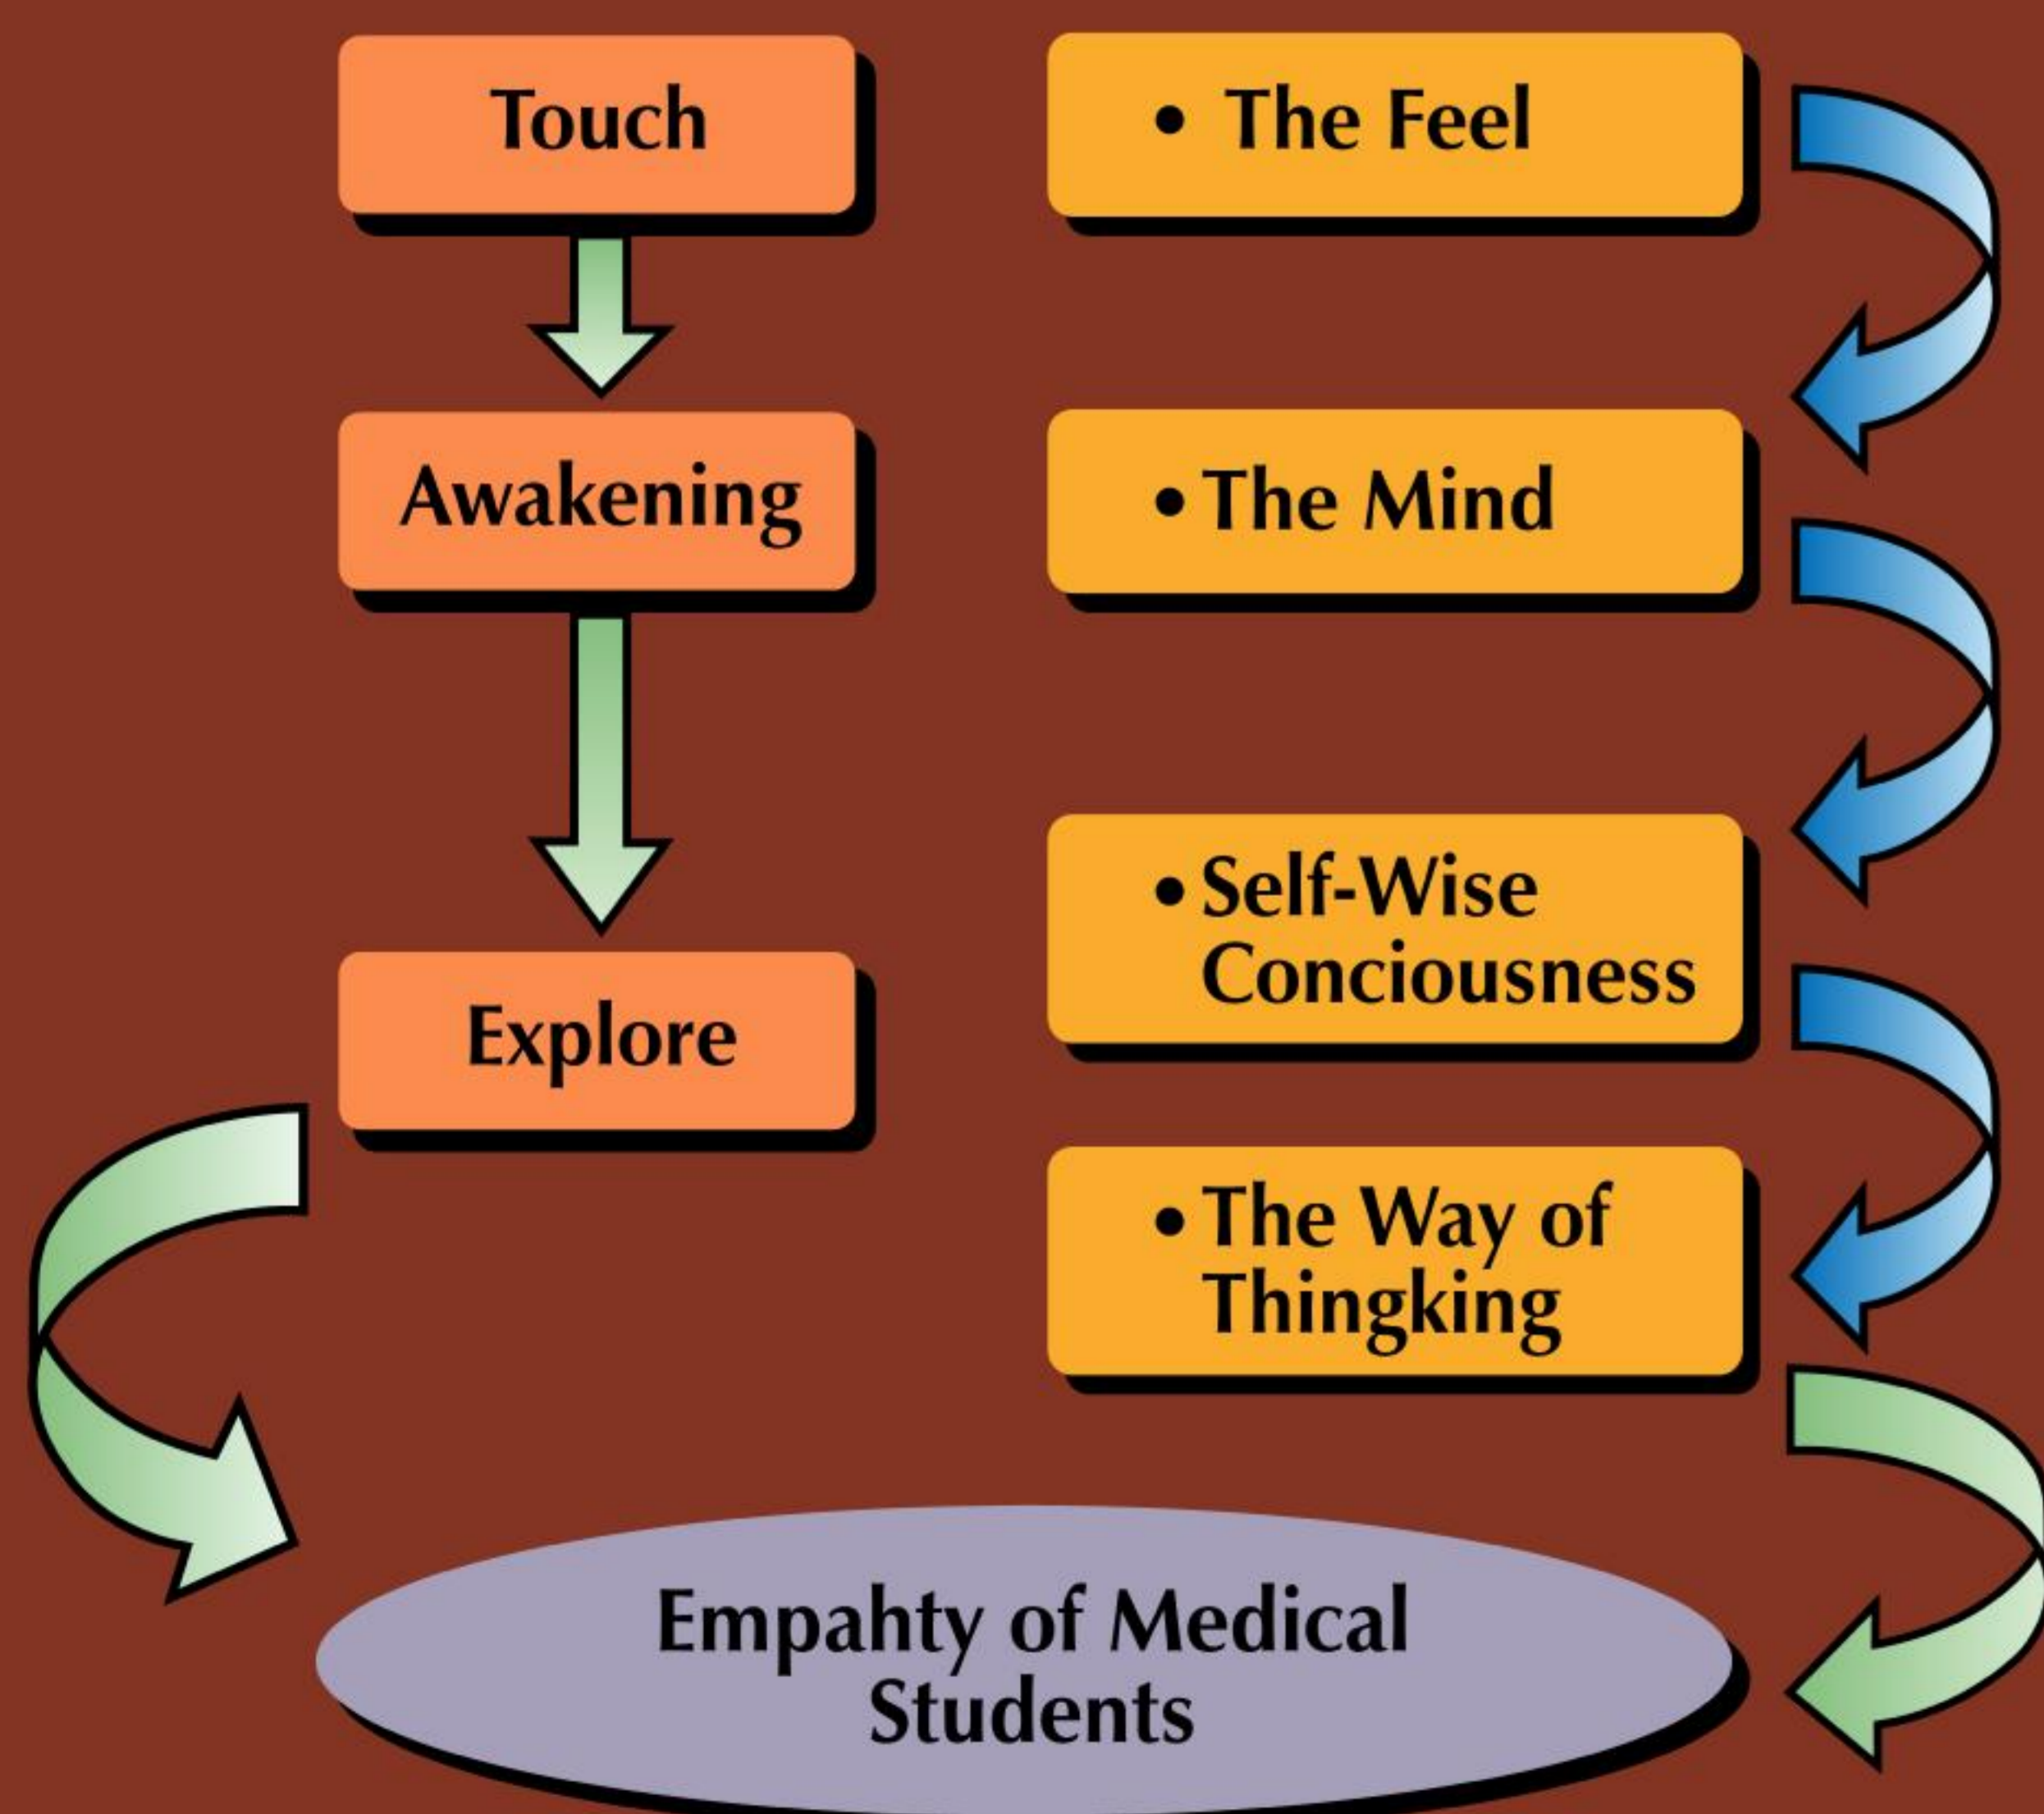 Touch
• The Feel
Awakening
• The Mind
• Self-Wise
Conciousness
Explore
• The Way of
Thingking
Empahty of Medical
Students